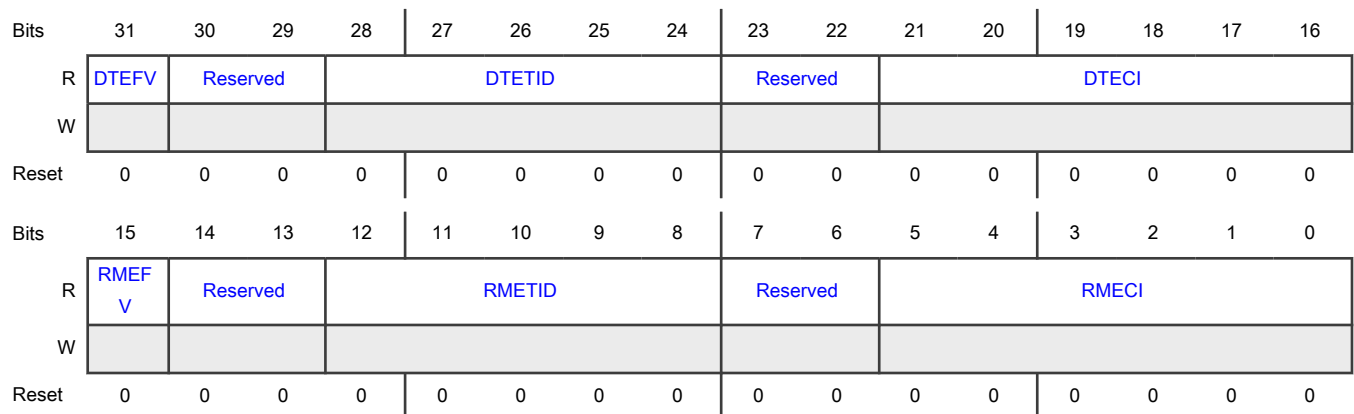 Bits 31 30 29 28 27 26 25 24 23 22 21 20 19 18 17 16
R DTEFV Reserved DTETID Reserved DTECI
W
Reset 0 0 0 0 0 0 0 0 0 0 0 0 0 0 0 0
Bits 15 14 13 12 11 10 9 8 7 6 5 4 3 2 1 0
R RMEF
V Reserved RMETID Reserved RMECI
W
Reset 0 0 0 0 0 0 0 0 0 0 0 0 0 0 0 0